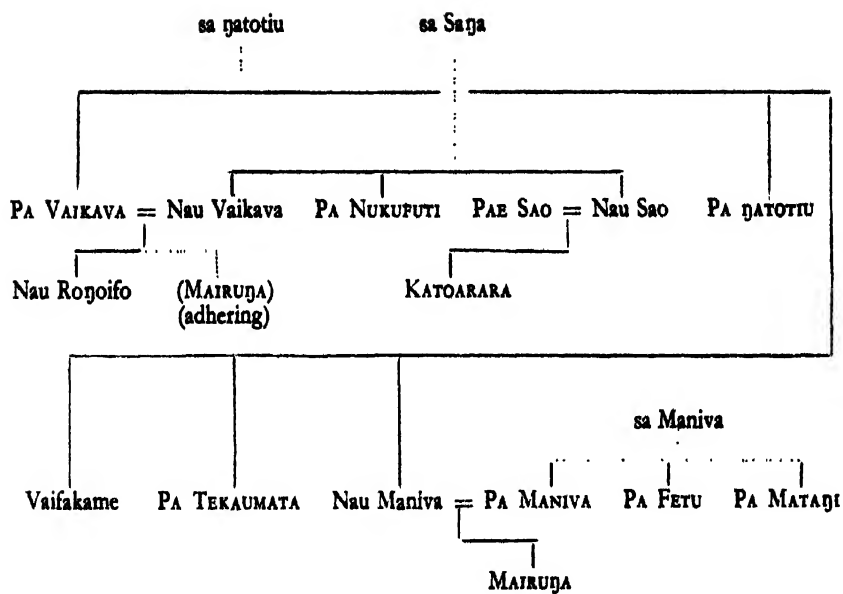 sa ŋatotiu sa Saŋa
PA VAIKAVA = Nau Vaikava PA NUKUFUTI PAE SAO = Nau Sao PA ŊATOTIU
Nau Roŋoifo (MAIRUŊA) KATOARARA
(adhering)
sa Maniva
Vaifakame PA TEKAUMATA Nau Maniva = PA MANIVA PA FETU PA MATAŊI
MAIRUŊA